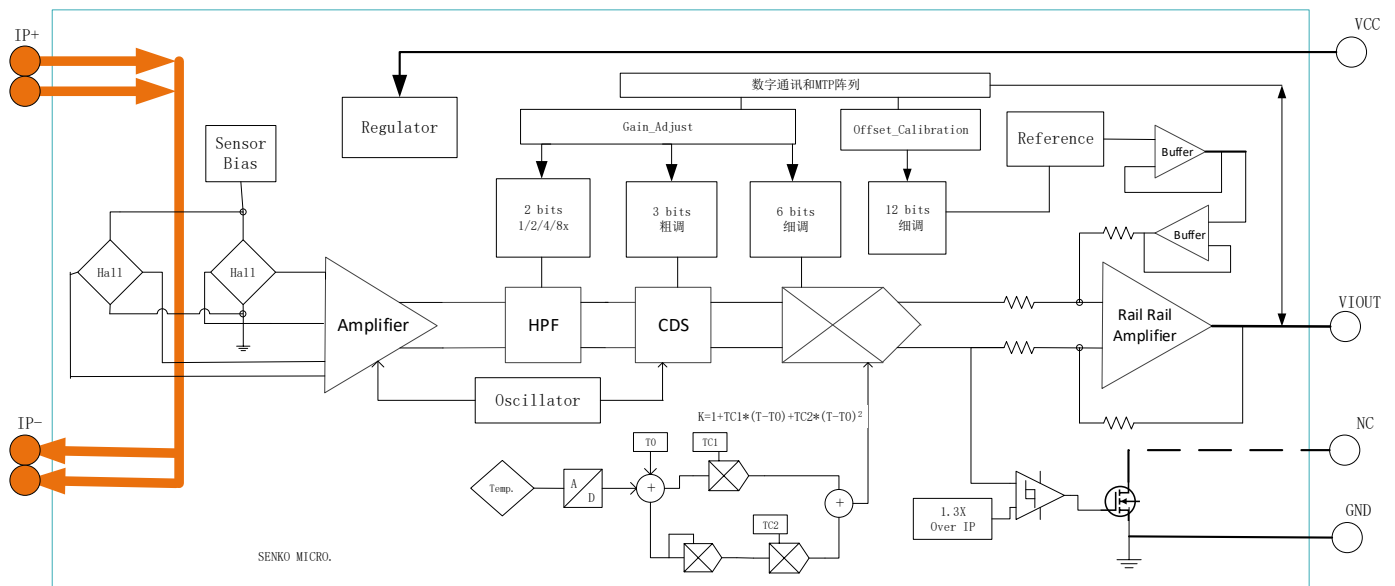 IP+
VCC
数字通讯和MTP阵列
Regulator
Gain_Adjust
Offset_Calibration
Reference
Buffer
Sensor
Bias
2 bits
1/2/4/8x
3 bits
粗调
6 bits
细调
12 bits
细调
Buffer
Hall
Hall
Amplifier
HPF
CDS
Rail Rail
Amplifier
VIOUT
Oscillator
K=1+TC1*(T-T0)+TC2*(T-T0)²
IP-
NC
T0
TC1
Temp.
A
D
+
+
1.3X
Over IP
TC2
GND
SENKO MICRO.